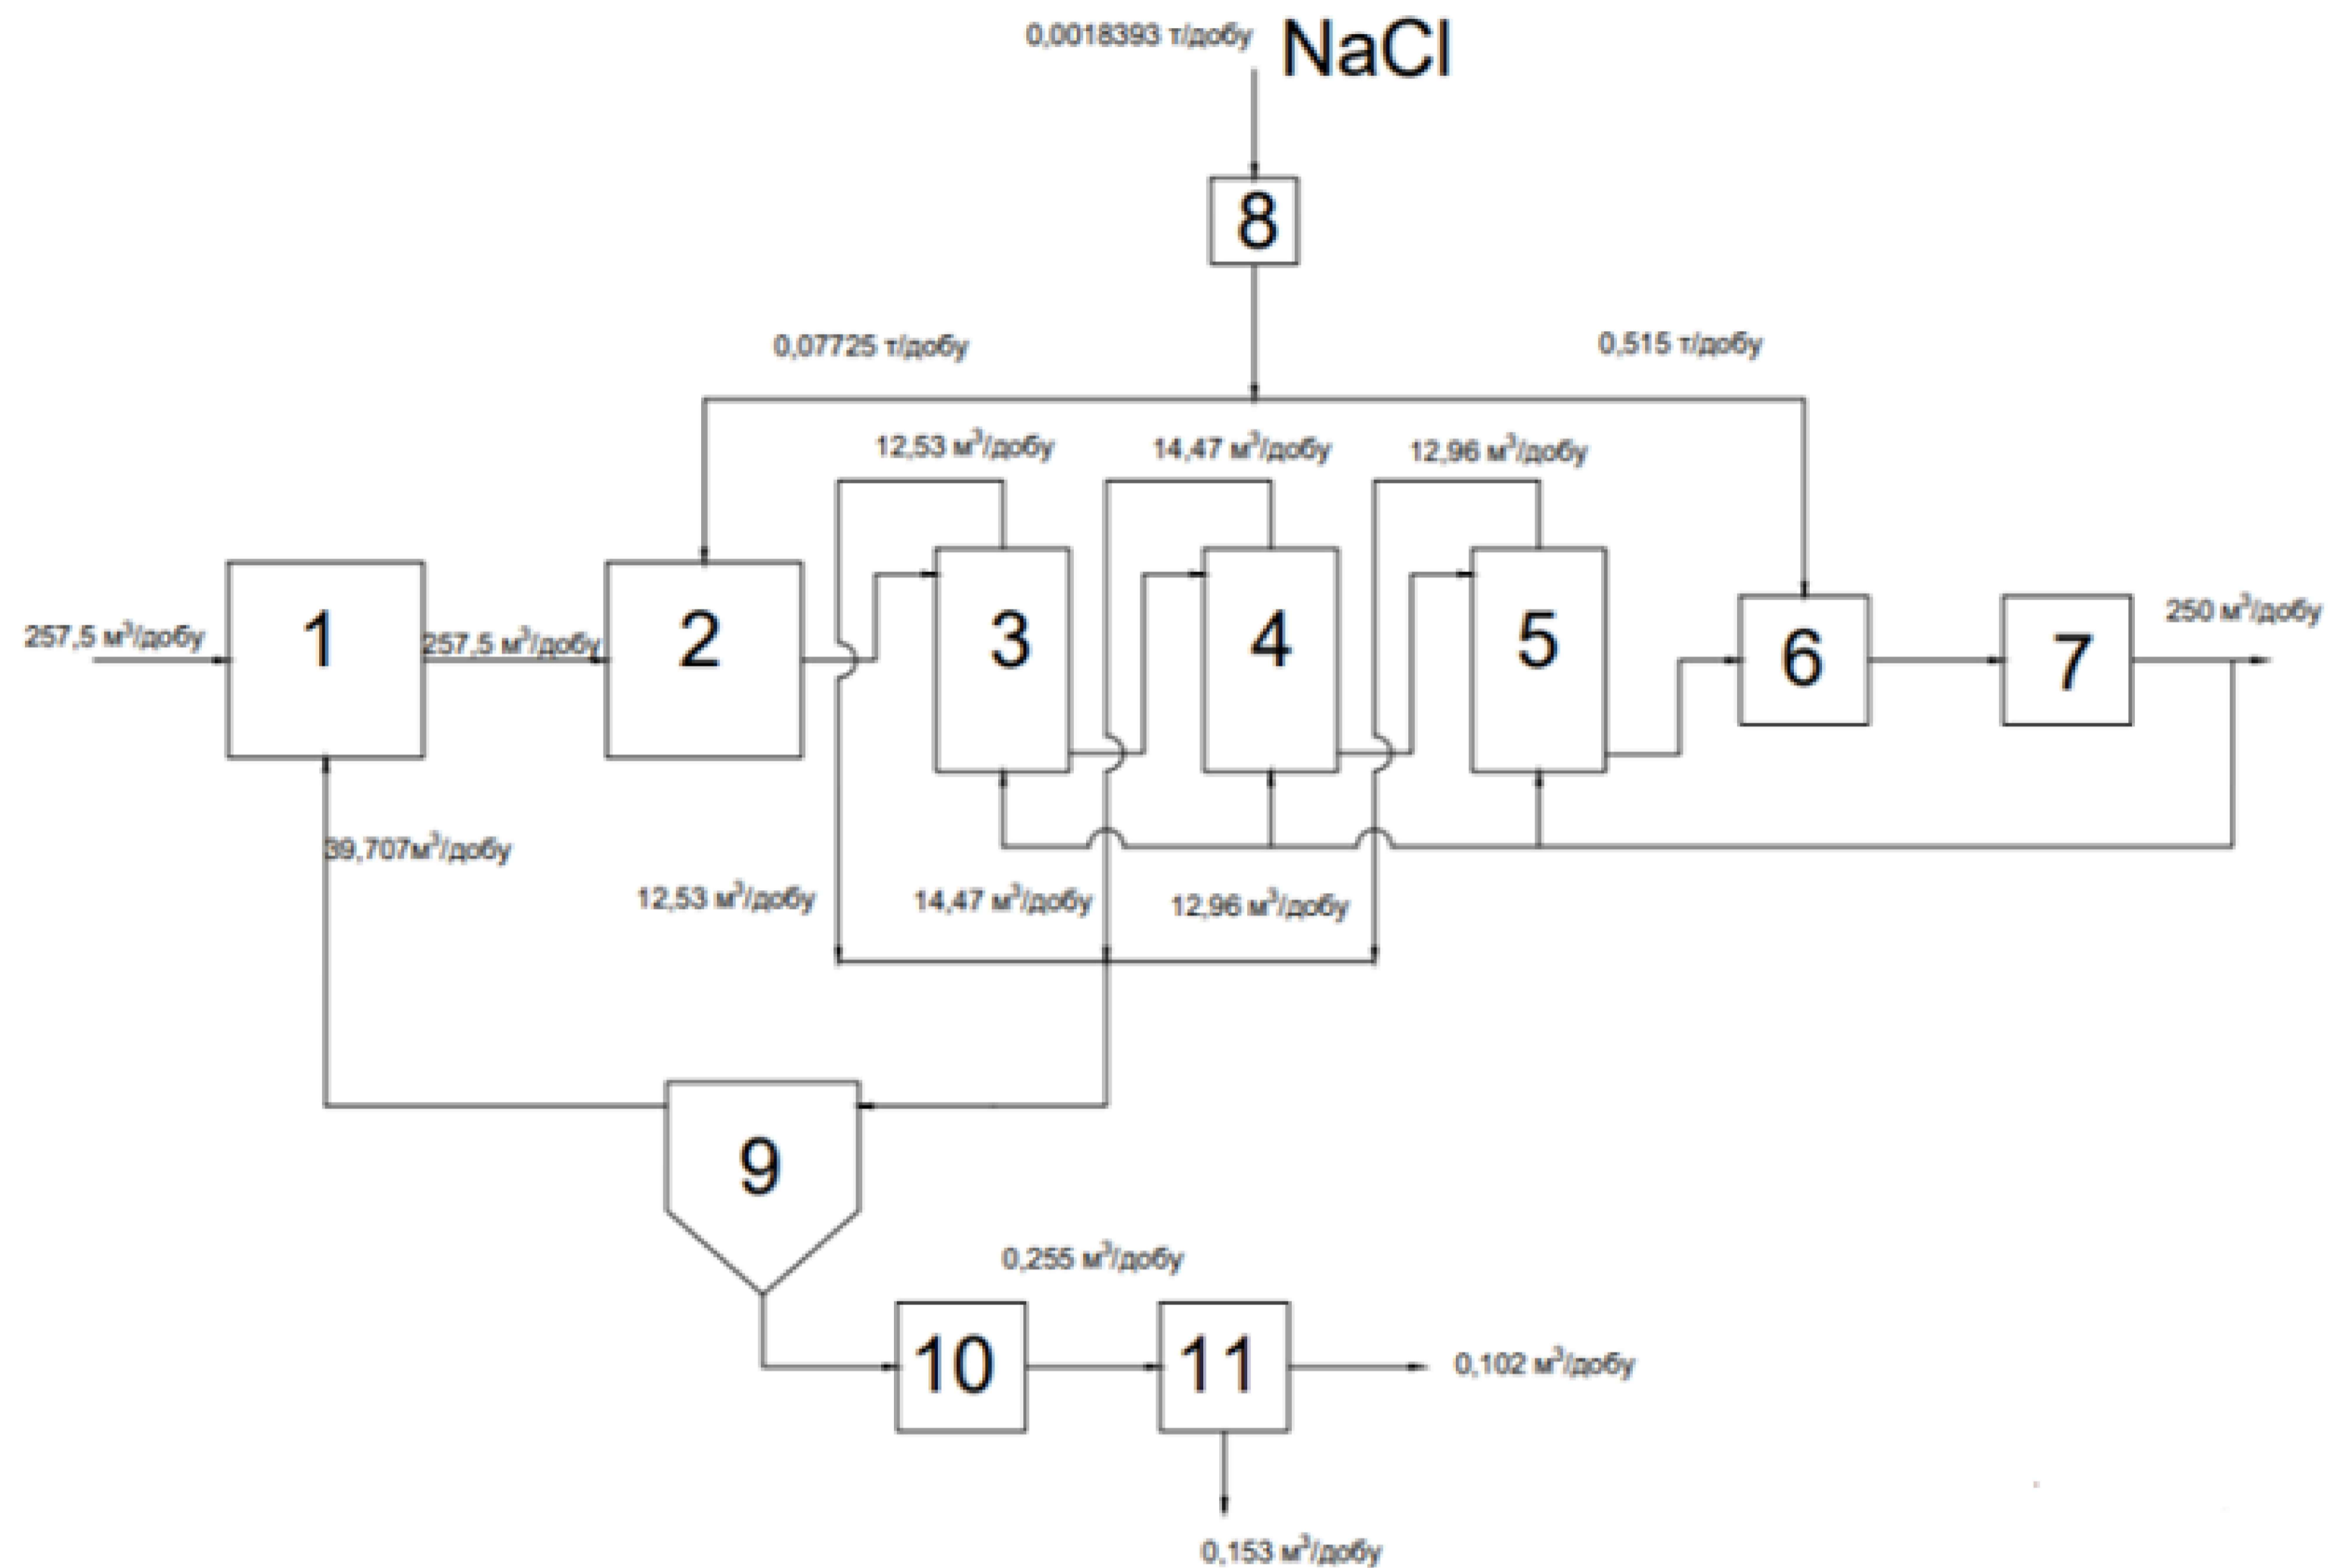 0,0018393 т/добу NaCl
8
0,07725 т/добу
0,515 т/добу
12,53 м³/добу
14,47 м³/добу
12,96 м³/добу
257,5 м³/добу
1
257,5 м³/добу
2
3
4
5
6
7
250 м³/добу
39,707м³/добу
12,53 м³/добу
14,47 м³/добу
12,96 м³/добу
9
0,255 м³/добу
10
11
0,102 м³/добу
0,153 м³/добу